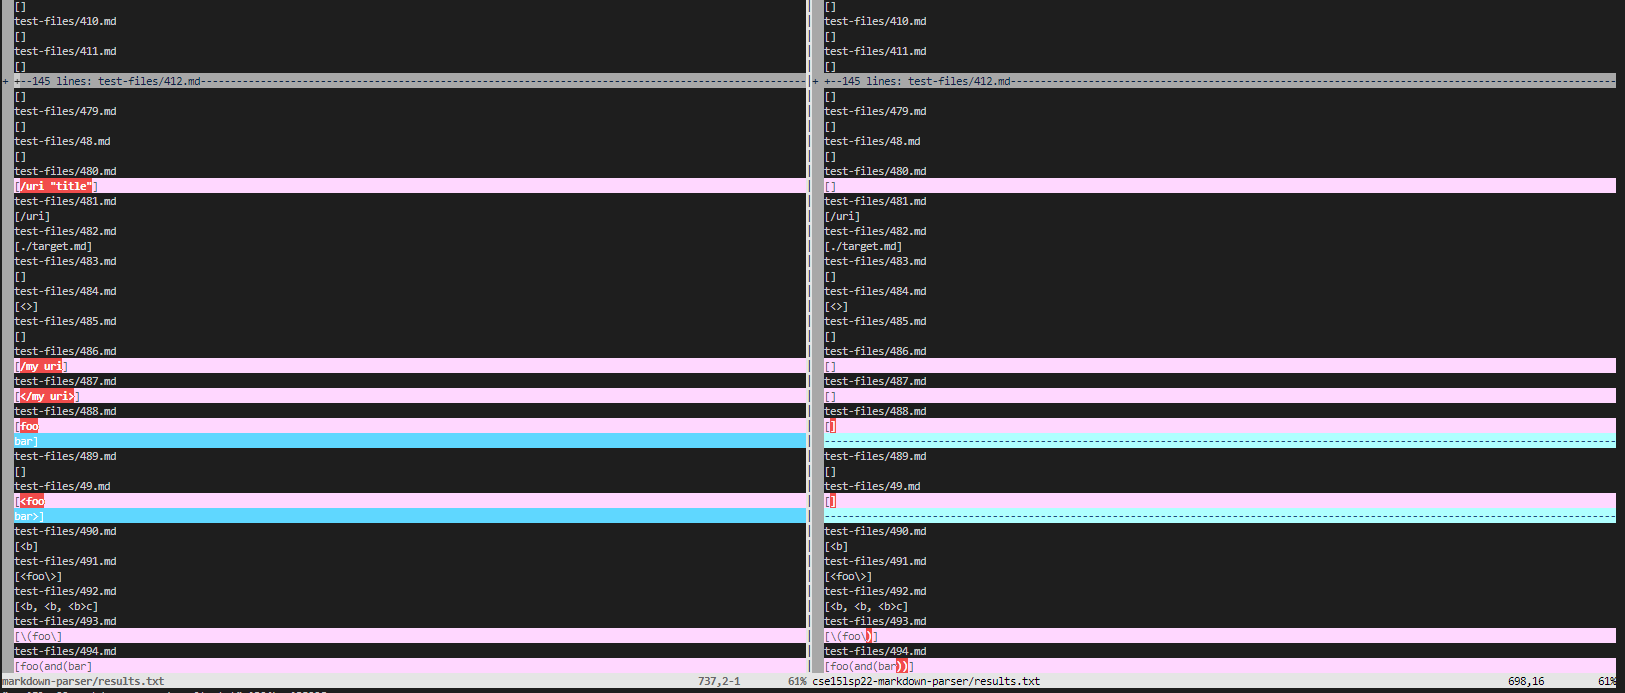 []
test-files/410.md
[]
test-files/411.md
[]
+ +--145 lines: test-files/412.md----------------------------------------
[]
test-files/479.md
[]
test-files/48.md
[]
test-files/480.md
[/uri "title"]
test-files/481.md
[/uri]
test-files/482.md
[./target.md]
test-files/483.md
[]
test-files/484.md
[<>]
test-files/485.md
[]
test-files/486.md
[/my uri]
test-files/487.md
[</my uri>]
test-files/488.md
[foo
bar]
test-files/489.md
[]
test-files/49.md
[<foo
bar>]
test-files/490.md
[<b]
test-files/491.md
[<foo\>]
test-files/492.md
[<b, <b, <b>c]
test-files/493.md
[\(foo\]
test-files/494.md
[foo(and(bar]
markdown-parser/results.txt 737,2-1 61%
[]
test-files/410.md
[]
test-files/411.md
[]
+ +--145 lines: test-files/412.md----------------------------------------
[]
test-files/479.md
[]
test-files/48.md
[]
test-files/480.md
[]
test-files/481.md
[/uri]
test-files/482.md
[./target.md]
test-files/483.md
[]
test-files/484.md
[<>]
test-files/485.md
[]
test-files/486.md
[]
test-files/487.md
[]
test-files/488.md
[]
----------------------------------------
test-files/489.md
[]
test-files/49.md
[]
----------------------------------------
test-files/490.md
[<b]
test-files/491.md
[<foo\>]
test-files/492.md
[<b, <b, <b>c]
test-files/493.md
[\(foo\)]
test-files/494.md
[foo(and(bar))]
cse15lsp22-markdown-parser/results.txt 698,16 61%